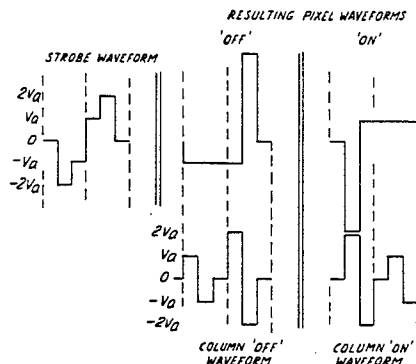 RESULTING PIXEL WAVEFORMS
'OFF'
'ON'
STROBE WAVEFORM
2Va
Va
0
-Va
-2Va
2Va
Va
0
-Va
-2Va
COLUMN 'OFF'
WAVEFORM
COLUMN 'ON'
WAVEFORM